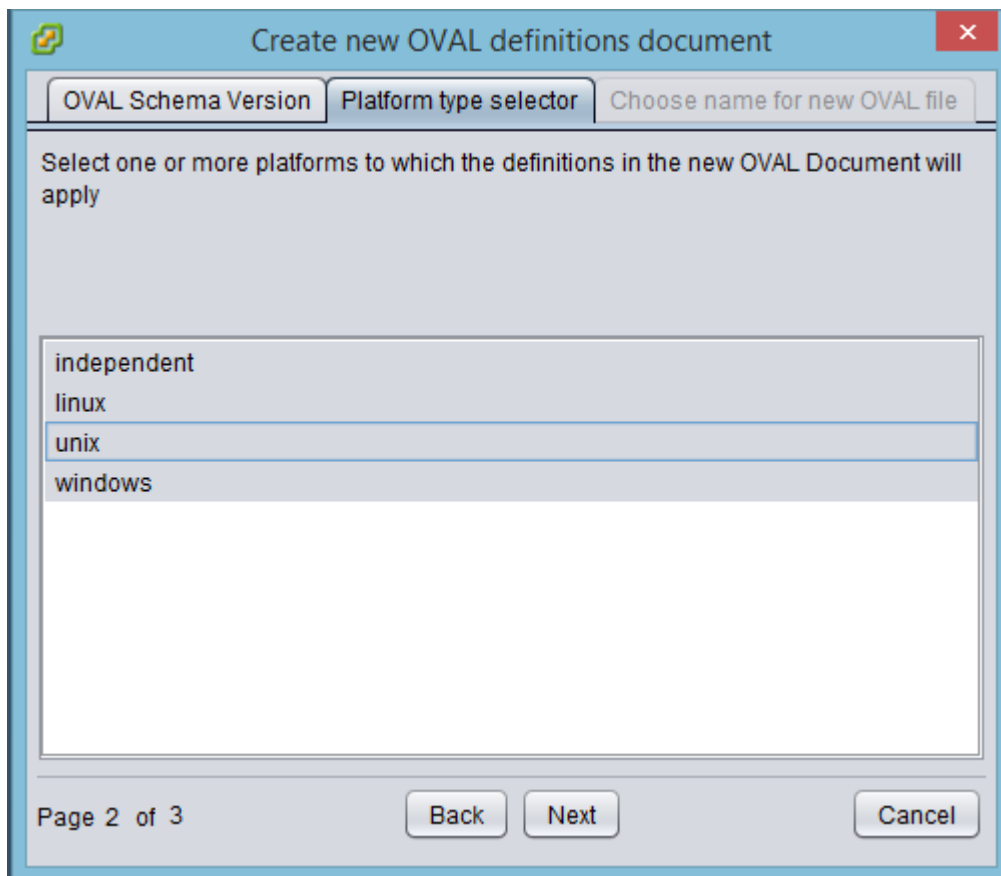 Create new OVAL definitions document
OVAL Schema Version Platform type selector Choose name for new OVAL file
Select one or more platforms to which the definitions in the new OVAL Document will
apply
independent
linux
unix
windows
Page 2 of 3 Back Next Cancel